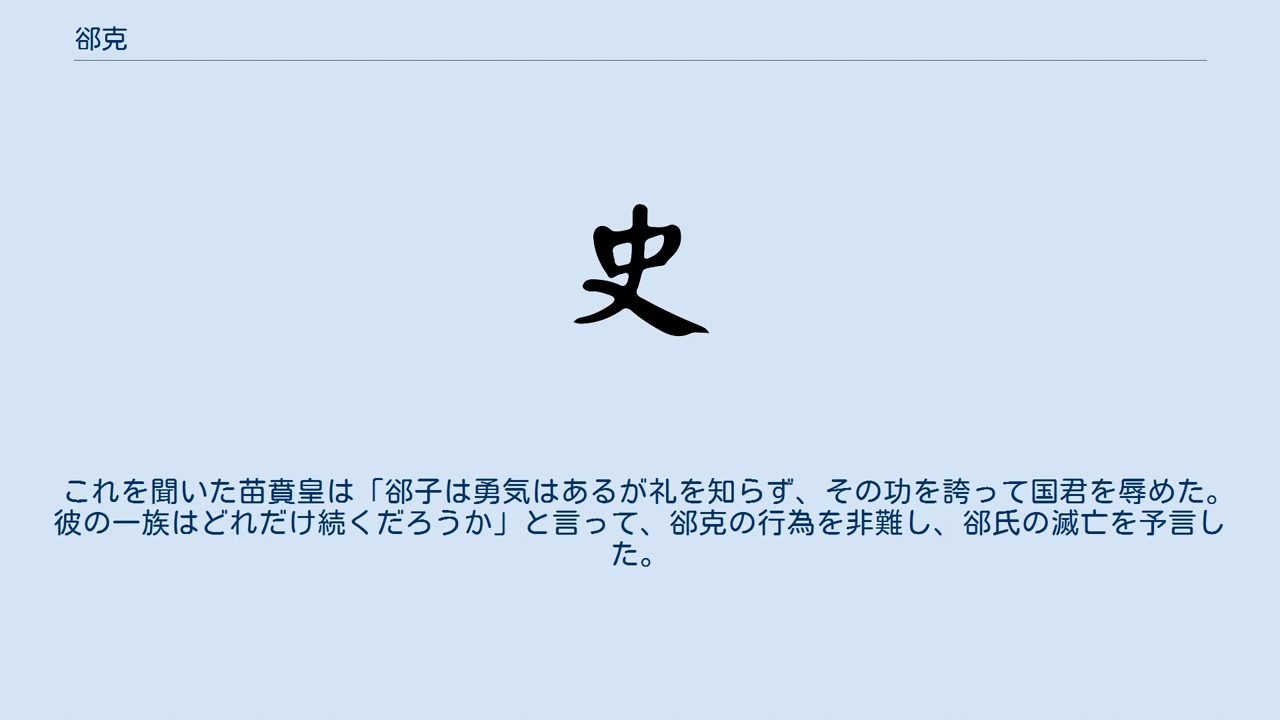 郤克
史
これを聞いた苗賁皇は「郤子は勇気はあるが礼を知らず、その功を誇って国君を辱めた。
彼の一族はどれだけ続くだろうか」と言って、郤克の行為を非難し、郤氏の滅亡を予言し
た。